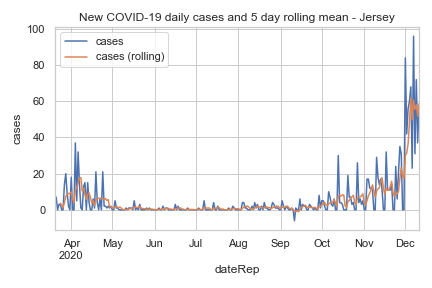 New COVID-19 daily cases and 5 day rolling mean - Jersey
cases
cases (rolling)
100
80
60
40
20
0
cases
Apr
2020
May
Jun
Jul
Aug
Sep
Oct
Nov
Dec
dateRep